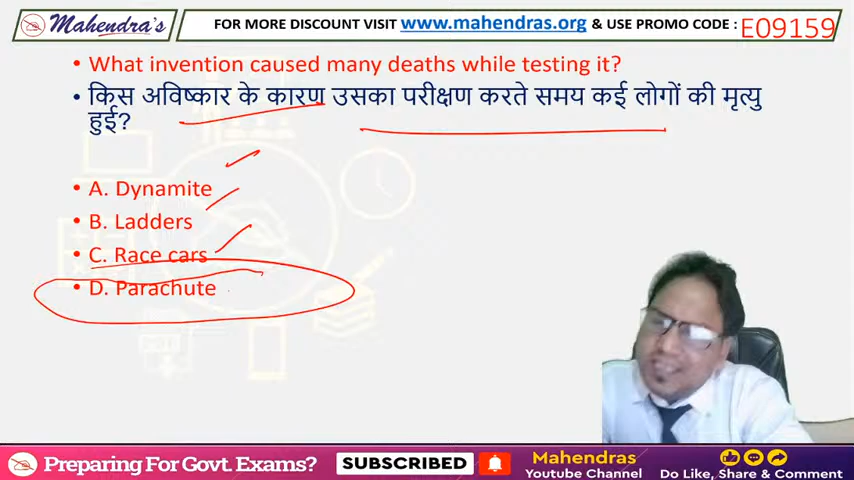 Mahendra's
FOR MORE DISCOUNT VISIT www.mahendras.org & USE PROMO CODE : E09159
• What invention caused many deaths while testing it?
• किस अविष्कार के कारण उसका परीक्षण करते समय कई लोगों की मृत्यु
हुई?
• A. Dynamite
• B. Ladders
• C. Race cars
• D. Parachute
Preparing For Govt. Exams?
SUBSCRIBED
Mahendras
Youtube Channel
Do Like, Share & Comment